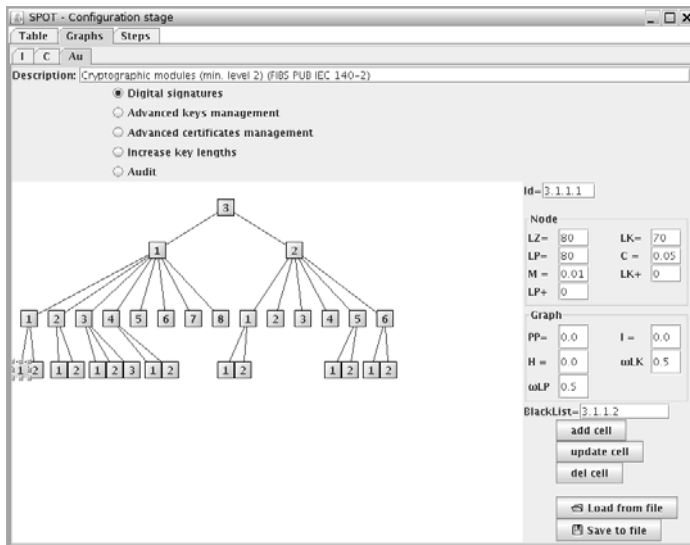 SPOT - Configuration stage
Table Graphs Steps
I C Au
Description: Cryptographic modules (min. level 2) (FIBS PUB IEC 140-2)
Digital signatures
Advanced keys management
Advanced certificates management
Increase key lengths
Audit
Id= 3.1.1.1
3
Node
LZ= 80 LK= 70
1 2
LP= 80 C = 0.05
M = 0.01 LK+ 0
LP+ 0
1 2 3 4 5 6 7 8 1 2 3 4 5 6
Graph
PP= 0.0 I = 0.0
1 2 1 2 1 2 3 1 2 1 2 1 2 1 2
H = 0.0 ωLK 0.5
ωLP 0.5
BlackList= 3.1.1.2
add cell
update cell
del cell
Load from file
Save to file